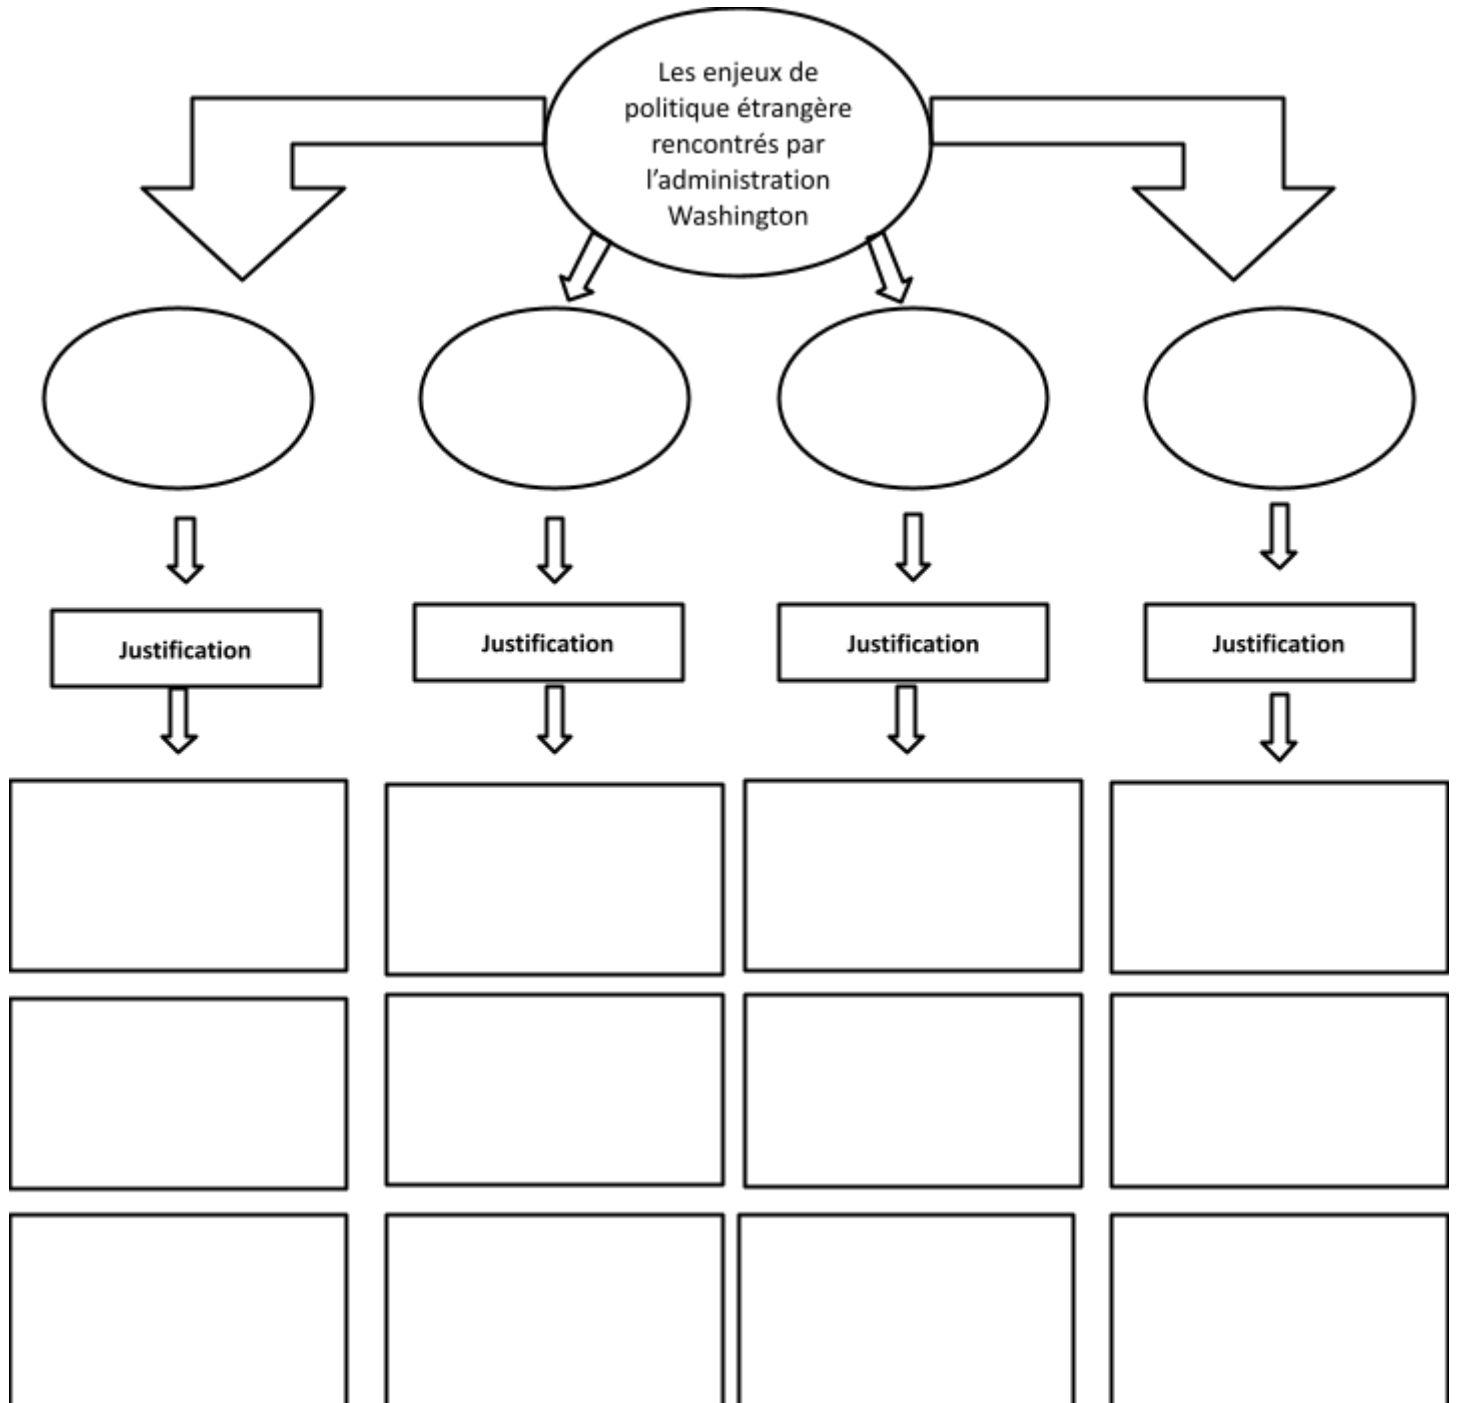 Les enjeux de
politique étrangère
rencontrés par
l’administration
Washington
Justification
Justification
Justification
Justification